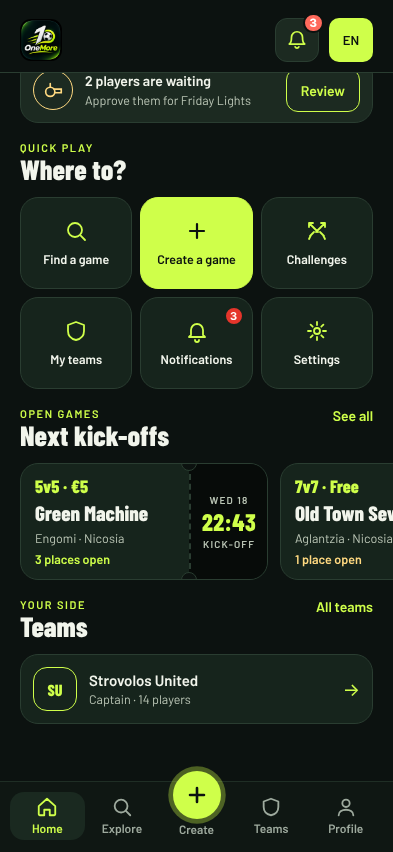 OneMore
3
EN
2 players are waiting
Approve them for Friday Lights
Review
QUICK PLAY
Where to?
Find a game
Create a game
Challenges
My teams
3
Notifications
Settings
OPEN GAMES
See all
Next kick-offs
5v5 · €5
Green Machine
Engomi · Nicosia
3 places open
WED 18
22:43
KICK-OFF
7v7 · Free
Old Town Sev
Aglantzia · Nicosia
1 place open
YOUR SIDE
All teams
Teams
SU
Strovolos United
Captain · 14 players
Home
Explore
Create
Teams
Profile